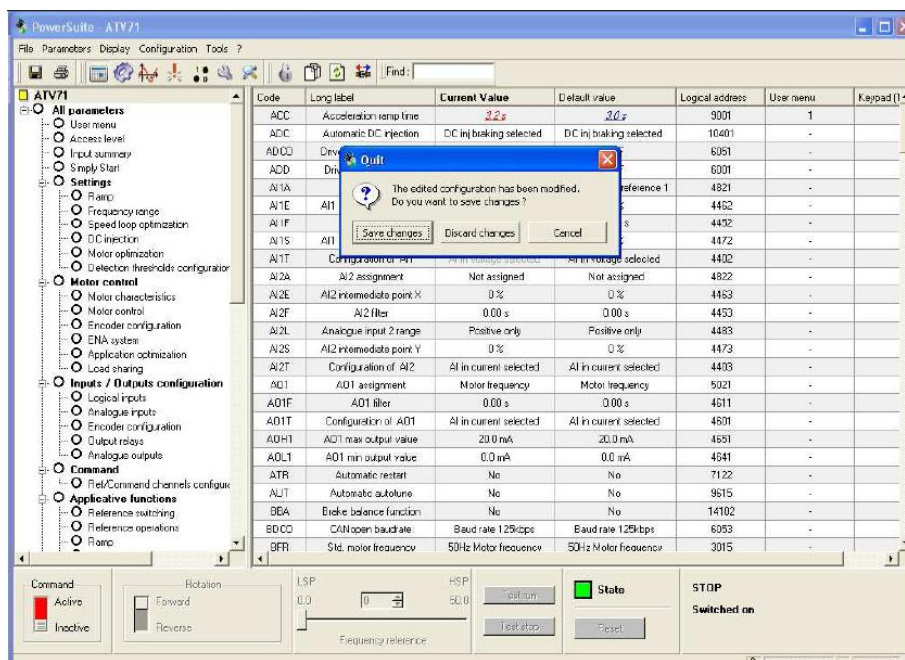 PowerSuite - ATV71
File Parameters Display Configuration Tools ?
Find :
ATV71
All parameters
User menu
Access level
Input summary
Simply Start
Settings
Ramp
Frequency range
Speed loop optimization
DC injection
Motor optimization
Detection thresholds configuration
Motor control
Motor characteristics
Motor control
Encoder configuration
ENA system
Application optimization
Load sharing
Inputs / Outputs configuration
Logical inputs
Analogue inputs
Encoder configuration
Output relays
Analogue outputs
Command
Ref/Command channels configura
Applicative functions
Reference switching
Reference operations
Ramp
Code Long label Current Value Default value Logical address User menu Keypad (1
ACC Acceleration ramp time 3.2 s 3.0 s 9001 1
ADC Automatic DC injection DC inj braking selected DC inj braking selected 10401 -
ADCO Drive 6051 -
ADD Driv 6001 -
AI1A reference 1 4821 -
AI1E AI1 % 4462 -
AI1F s 4452 -
AI1S AI1 4472 -
AI1T Configuration of AI1 AI in voltage selected AI in voltage selected 4402 -
AI2A AI2 assignment Not assigned Not assigned 4822 -
AI2E AI2 intermediate point X 0 % 0 % 4463 -
AI2F AI2 filter 0.00 s 0.00 s 4453 -
AI2L Analogue input 2 range Positive only Positive only 4483 -
AI2S AI2 intermediate point Y 0 % 0 % 4473 -
AI2T Configuration of AI2 AI in current selected AI in current selected 4403 -
AO1 AO1 assignment Motor frequency Motor frequency 5021 -
AO1F AO1 filter 0.00 s 0.00 s 4611 -
AO1T Configuration of AO1 AI in current selected AI in current selected 4601 -
AOH1 AO1 max output value 20.0 mA 20.0 mA 4651 -
AOL1 AO1 min output value 0.0 mA 0.0 mA 4641 -
ATR Automatic restart No No 7122 -
AUT Automatic autotune No No 9615 -
BBA Brake balance function No No 14102 -
BDCO CANopen baudrate Baud rate 125kbps Baud rate 125kbps 6053 -
BFR Std. motor frequency 50Hz Motor frequency 50Hz Motor frequency 3015 -
Quit
The edited configuration has been modified.
Do you want to save changes ?
Save changes Discard changes Cancel
Command
Active
Inactive
Rotation
Forward
Reverse
LSP HSP
0.0 0 50.0
Frequency reference
Test run
Test stop
State
Reset
STOP
Switched on